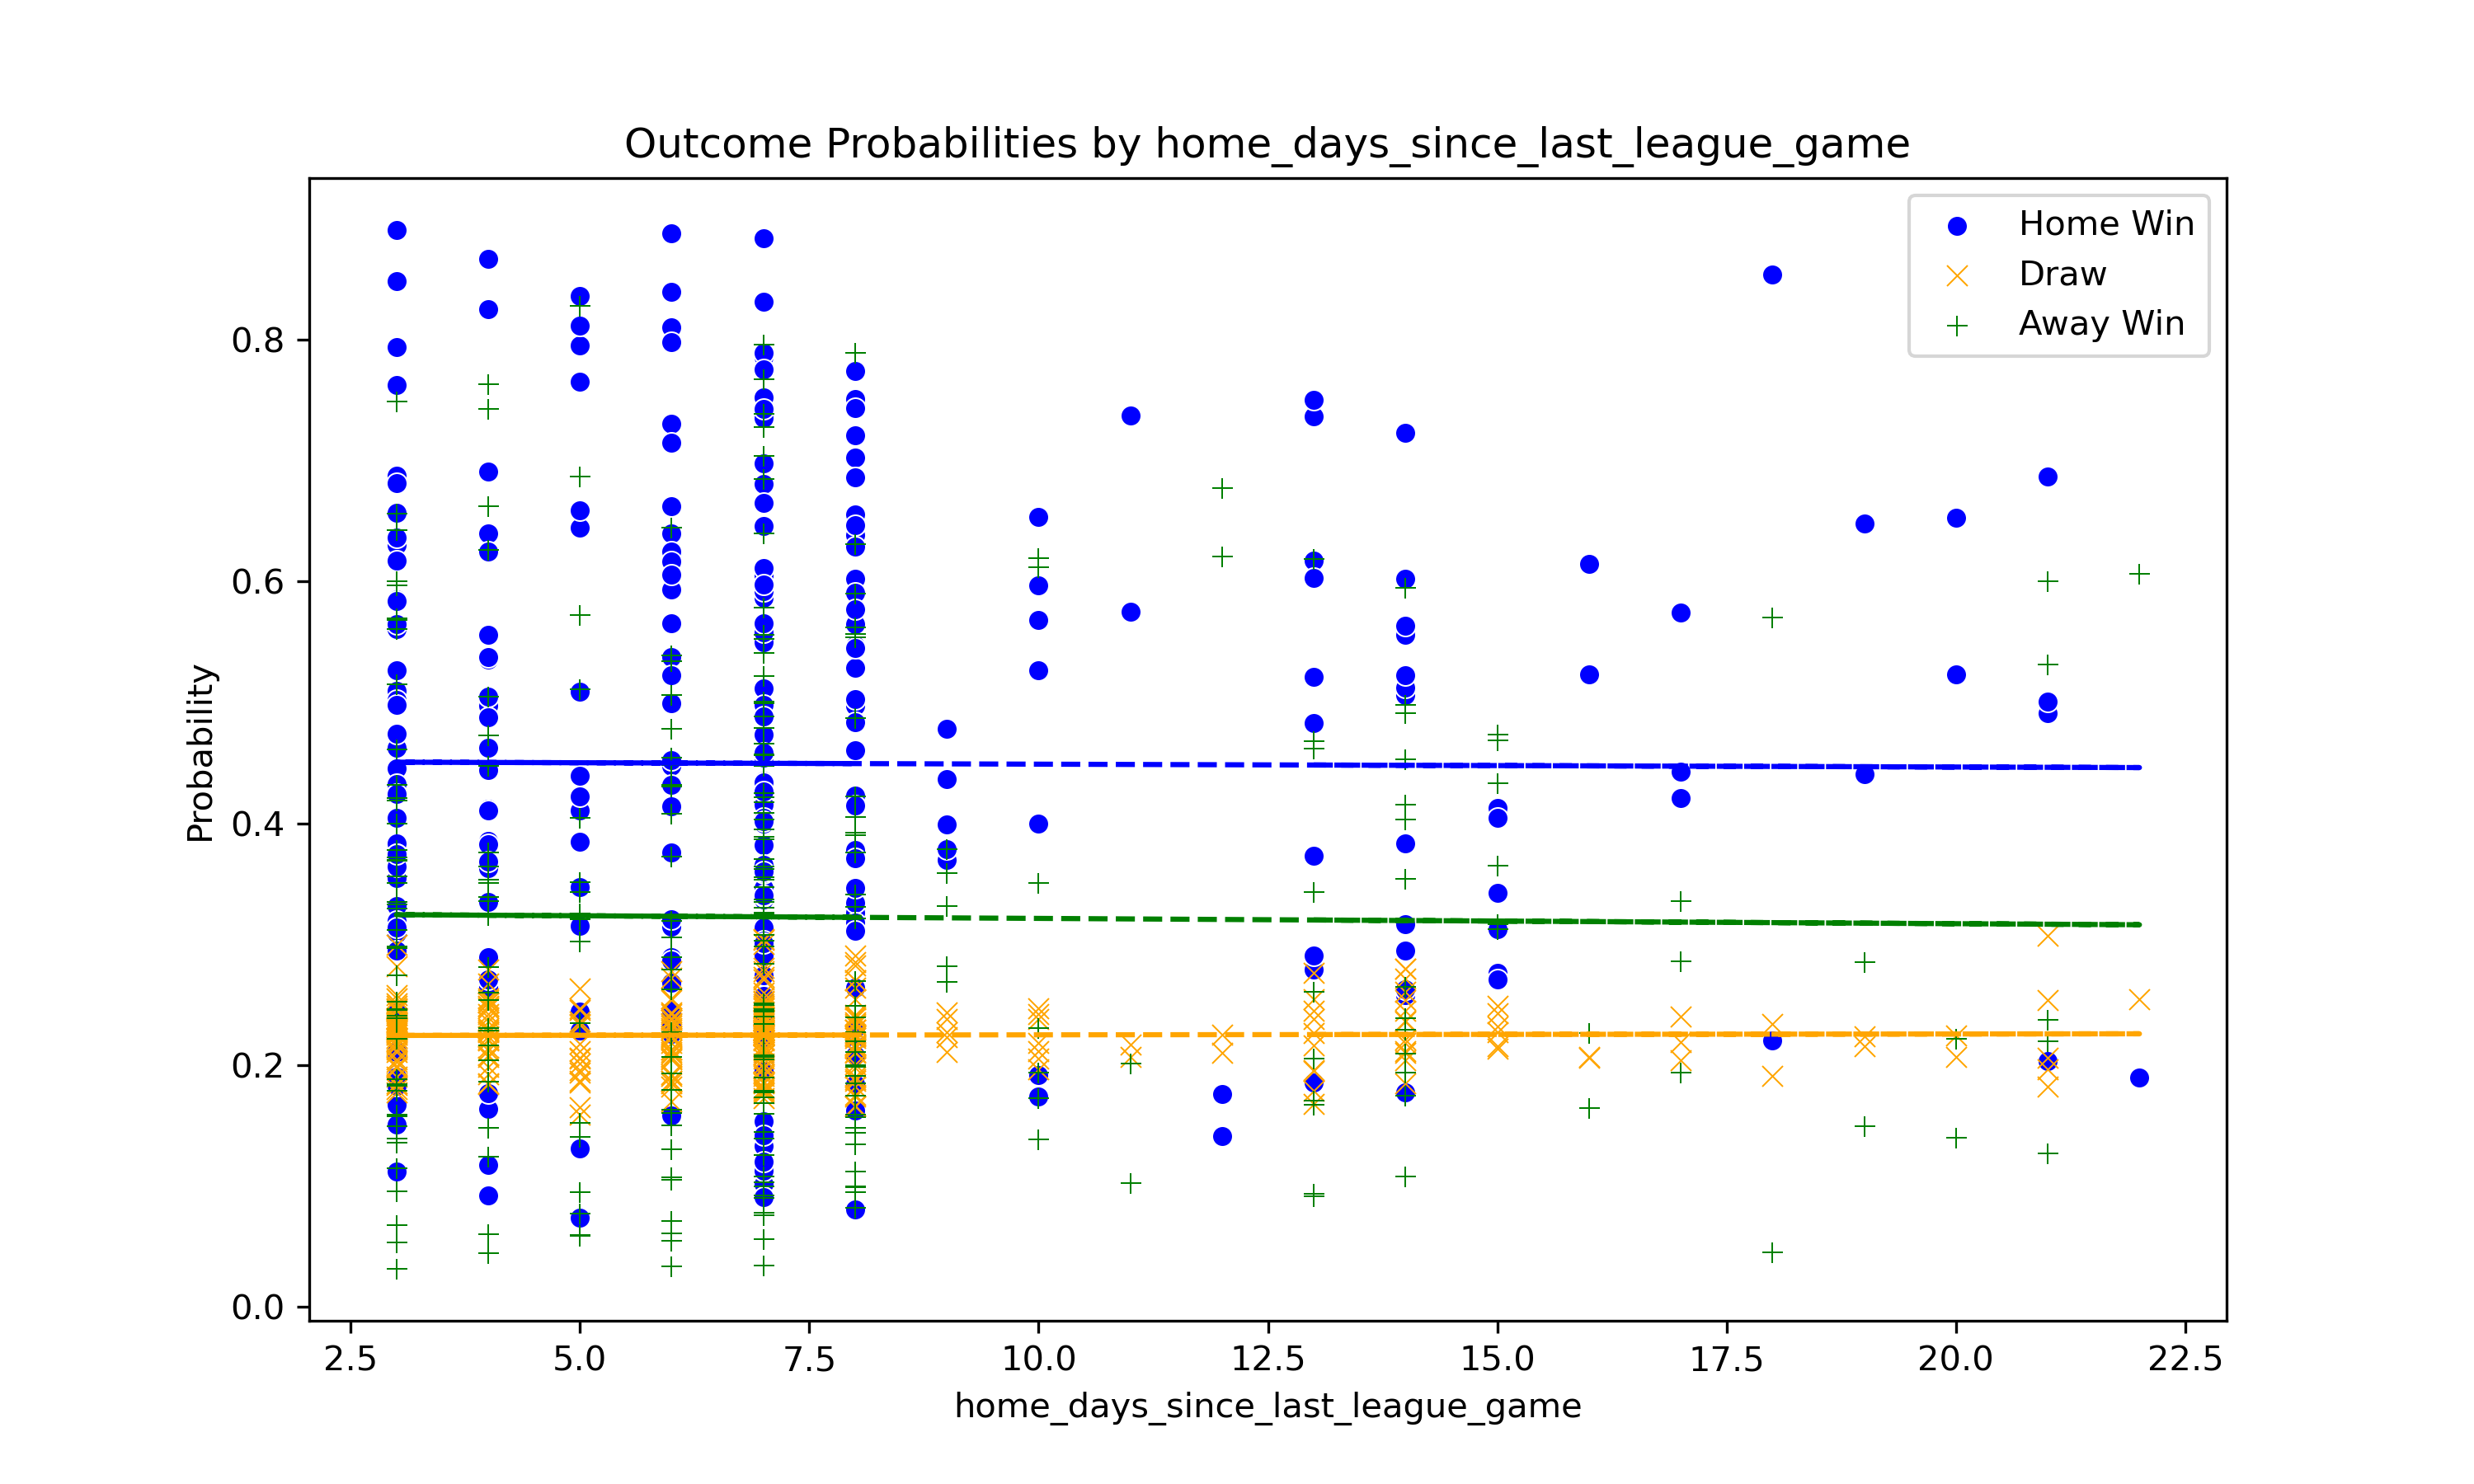 Outcome Probabilities by home_days_since_last_league_game
Home Win
Draw
Away Win
Probability
0.8
0.6
0.4
0.2
0.0
2.5 5.0 7.5 10.0 12.5 15.0 17.5 20.0 22.5
home_days_since_last_league_game